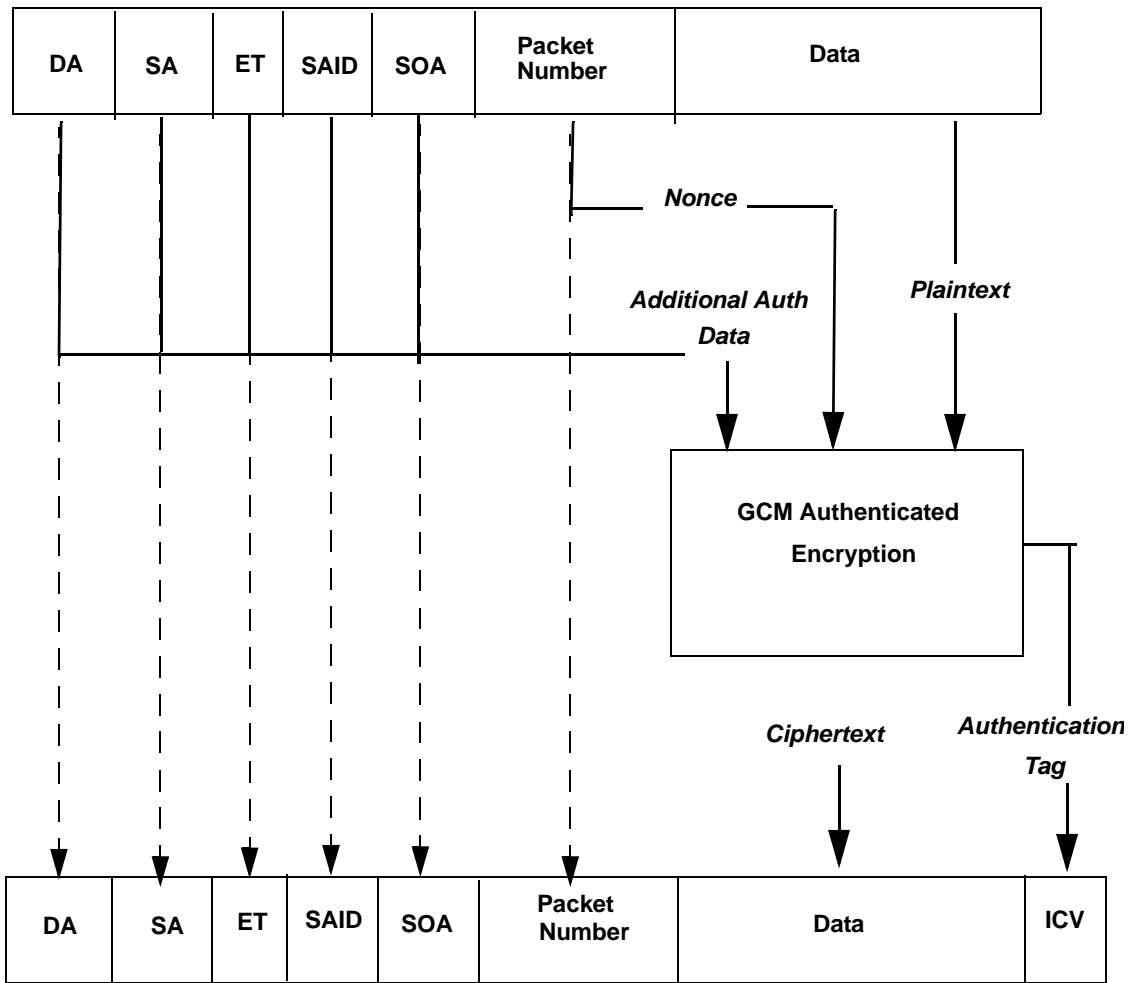 DA SA ET SAID SOA Packet Number Data
Nonce
Additional Auth
Data
Plaintext
GCM Authenticated
Encryption
Ciphertext
Authentication
Tag
DA SA ET SAID SOA Packet Number Data ICV